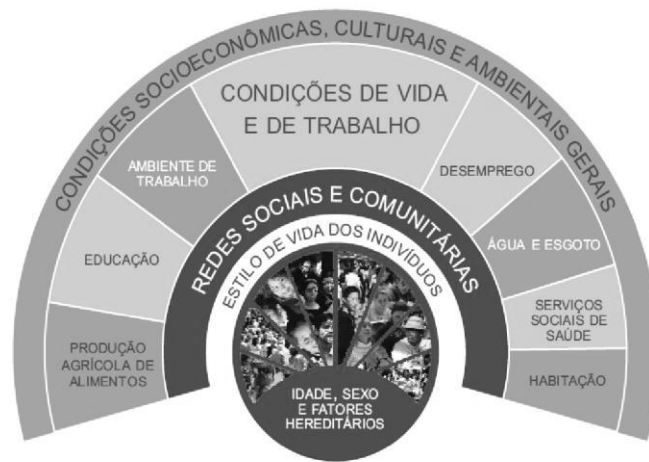 CONDIÇÕES SOCIOECONÔMICAS, CULTURAIS E AMBIENTAIS GERAIS
CONDIÇÕES DE VIDA
E DE TRABALHO
AMBIENTE DE
TRABALHO
DESEMPREGO
EDUCAÇÃO
ÁGUA E ESGOTO
PRODUÇÃO
AGRÍCOLA DE
ALIMENTOS
SERVIÇOS
SOCIAIS DE
SAÚDE
HABITAÇÃO
REDES SOCIAIS E COMUNITÁRIAS
ESTILO DE VIDA DOS INDIVÍDUOS
IDADE, SEXO
E FATORES
HEREDITÁRIOS